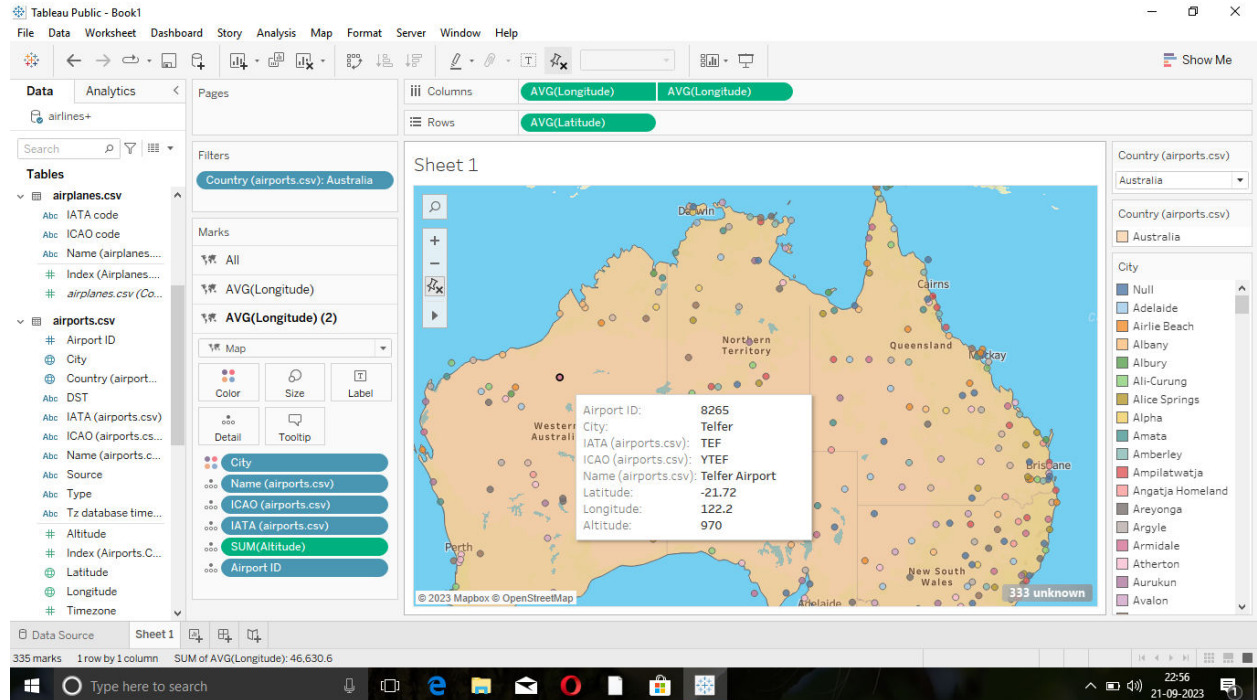 Tableau Public - Book1
File Data Worksheet Dashboard Story Analysis Map Format Server Window Help
Show Me
Data Analytics
airlines+
Search
Tables
airplanes.csv
Abc IATA code
Abc ICAO code
Abc Name (airplanes....
# Index (Airplanes....
# airplanes.csv (Co...
airports.csv
# Airport ID
City
Country (airport...
Abc DST
Abc IATA (airports.csv)
Abc ICAO (airports.cs...
Abc Name (airports.c...
Abc Source
Abc Type
Abc Tz database time...
# Altitude
# Index (Airports.C...
Latitude
Longitude
# Timezone
Pages
Filters
Country (airports.csv): Australia
Marks
All
AVG(Longitude)
AVG(Longitude) (2)
Map
Color Size Label
Detail Tooltip
City
Name (airports.csv)
ICAO (airports.csv)
IATA (airports.csv)
SUM(Altitude)
Airport ID
Columns AVG(Longitude) AVG(Longitude)
Rows AVG(Latitude)
Sheet 1
Darwin
Cairns
Northern
Territory
Queensland
Mackay
Western
Australi
Brisbane
Perth
New South
Wales
Adelaide
Airport ID: 8265
City: Telfer
IATA (airports.csv): TEF
ICAO (airports.csv): YTEF
Name (airports.csv): Telfer Airport
Latitude: -21.72
Longitude: 122.2
Altitude: 970
333 unknown
© 2023 Mapbox © OpenStreetMap
Country (airports.csv)
Australia
Country (airports.csv)
Australia
City
Null
Adelaide
Airlie Beach
Albany
Albury
Ali-Curung
Alice Springs
Alpha
Amata
Amberley
Ampilatwatja
Angatja Homeland
Areyonga
Argyle
Armidale
Atherton
Aurukun
Avalon
Data Source Sheet 1
335 marks 1 row by 1 column SUM of AVG(Longitude): 46,630.6
Type here to search
22:56
21-09-2023